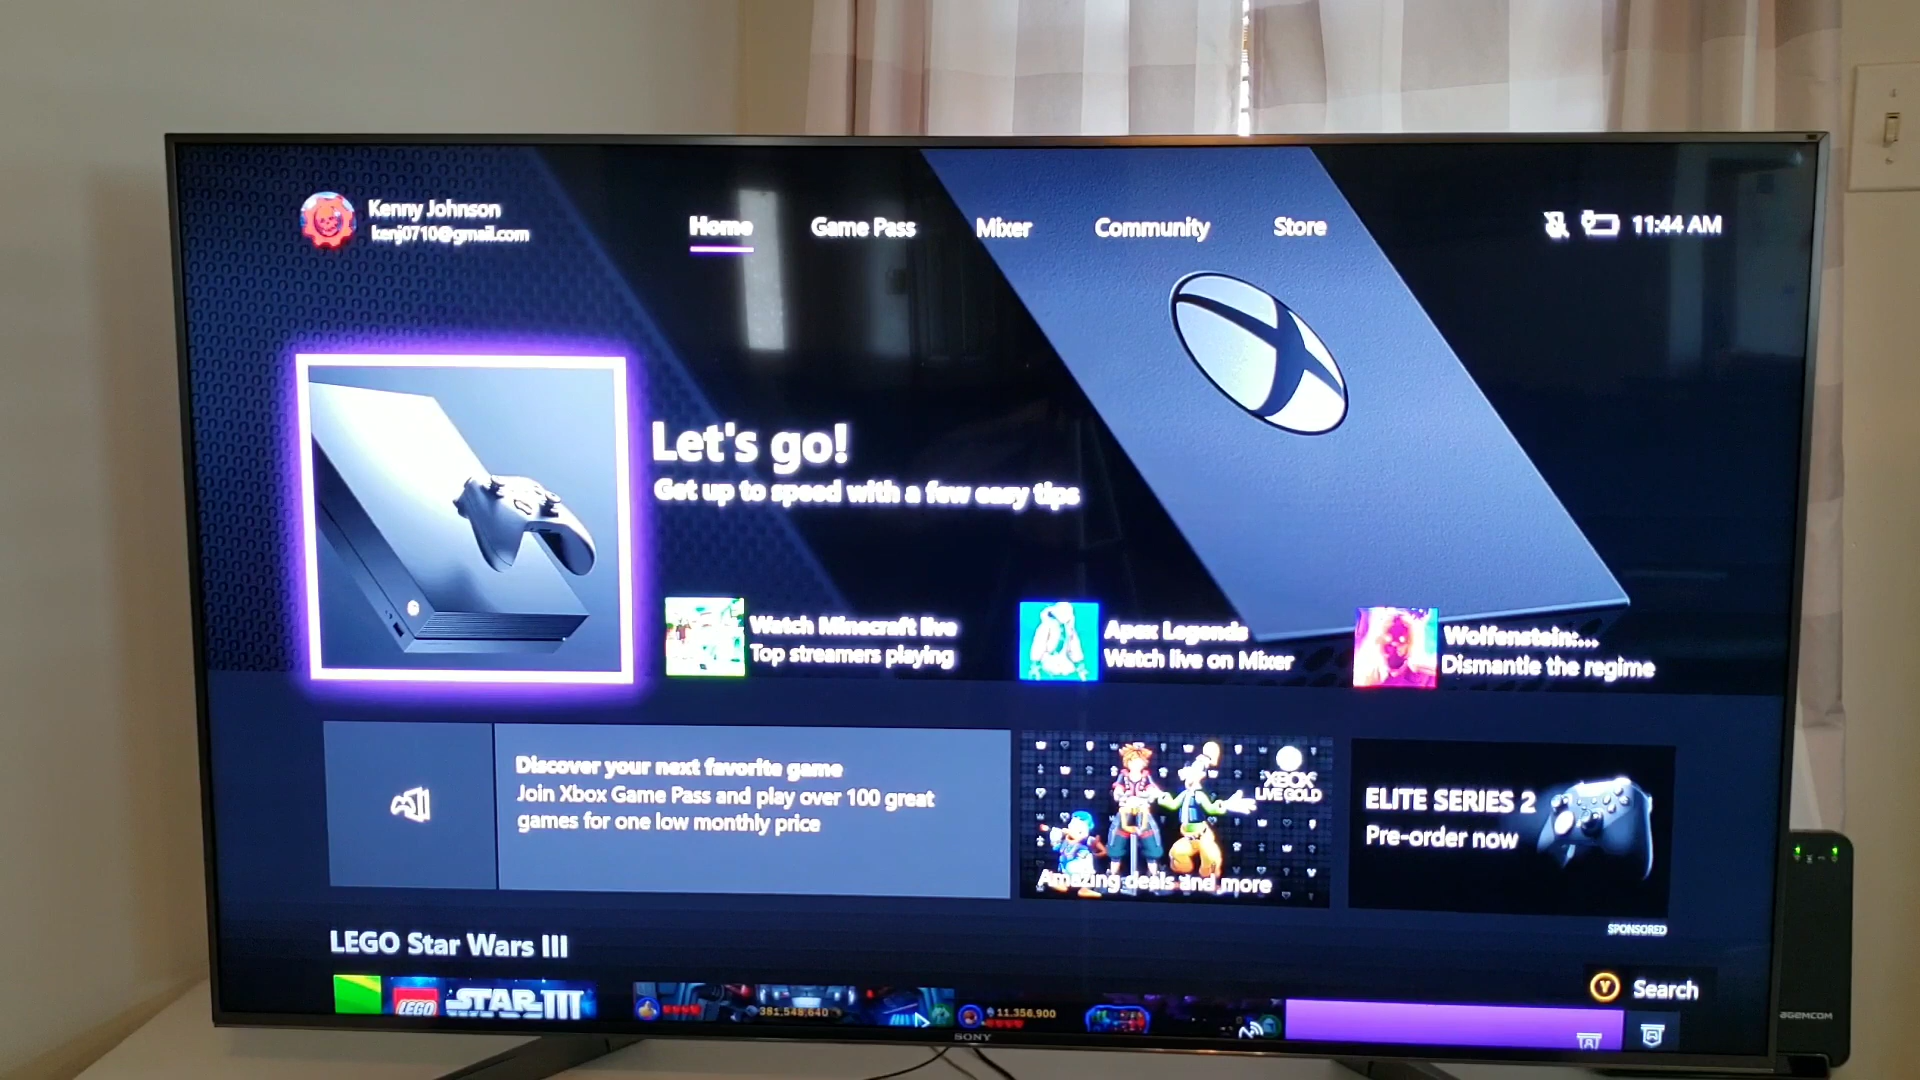 Kenny Johnson
kenj0710@gmail.com
Home
Game Pass
Mixer
Community
Store
11:44 AM
Let's go!
Get up to speed with a few easy tips
Watch Minecraft live
Top streamers playing
Apex Legends
Watch live on Mixer
Wolfenstein:...
Dismantle the regime
Discover your next favorite game
Join Xbox Game Pass and play over 100 great
games for one low monthly price
XBOX
LIVE GOLD
Amazing deals and more
ELITE SERIES 2
Pre-order now
SPONSORED
LEGO Star Wars III
Y Search
LEGO STAR III
381,548,640
11,356,900
SONY
SAGEMCOM